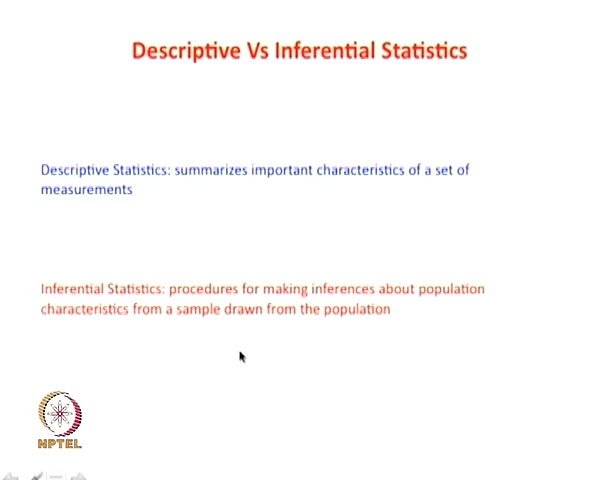 Descriptive Vs Inferential Statistics
Descriptive Statistics: summarizes important characteristics of a set of
measurements
Inferential Statistics: procedures for making inferences about population
characteristics from a sample drawn from the population
NPTEL